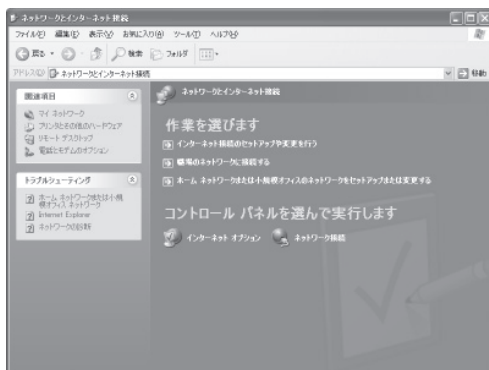 ネットワークとインターネット接続
ファイル(F) 編集(E) 表示(V) お気に入り(A) ツール(T) ヘルプ(H)
戻る 検索 フォルダ
アドレス(D) ネットワークとインターネット接続 移動
関連項目
マイ ネットワーク
プリンタとその他のハードウェア
リモート デスクトップ
電話とモデムのオプション
トラブルシューティング
ホーム ネットワークまたは小規
模オフィス ネットワーク
Internet Explorer
ネットワークの診断
ネットワークとインターネット接続
作業を選びます
インターネット接続のセットアップや変更を行う
職場のネットワークに接続する
ホーム ネットワークまたは小規模オフィスのネットワークをセットアップまたは変更する
コントロール パネルを選んで実行します
インターネット オプション ネットワーク接続